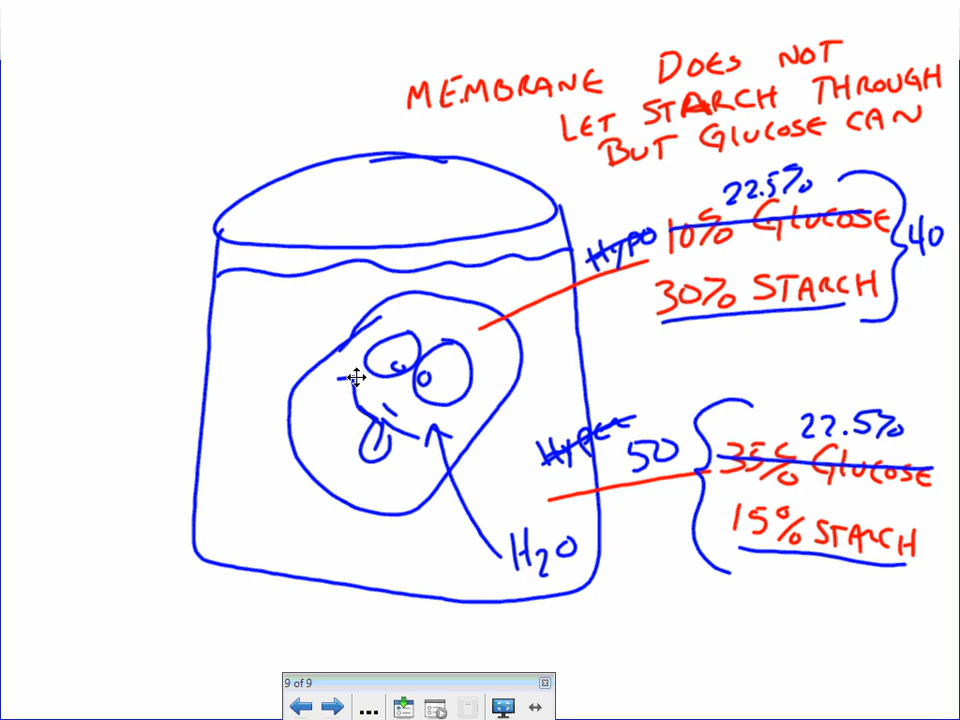 MEMBRANE DOES NOT
LET STARCH THROUGH
BUT GLUCOSE CAN
22.5%
HYPO 10% GLUCOSE
40
30% STARCH
22.5%
HYPER 50 35% GLUCOSE
15% STARCH
H2O
9 of 9
...